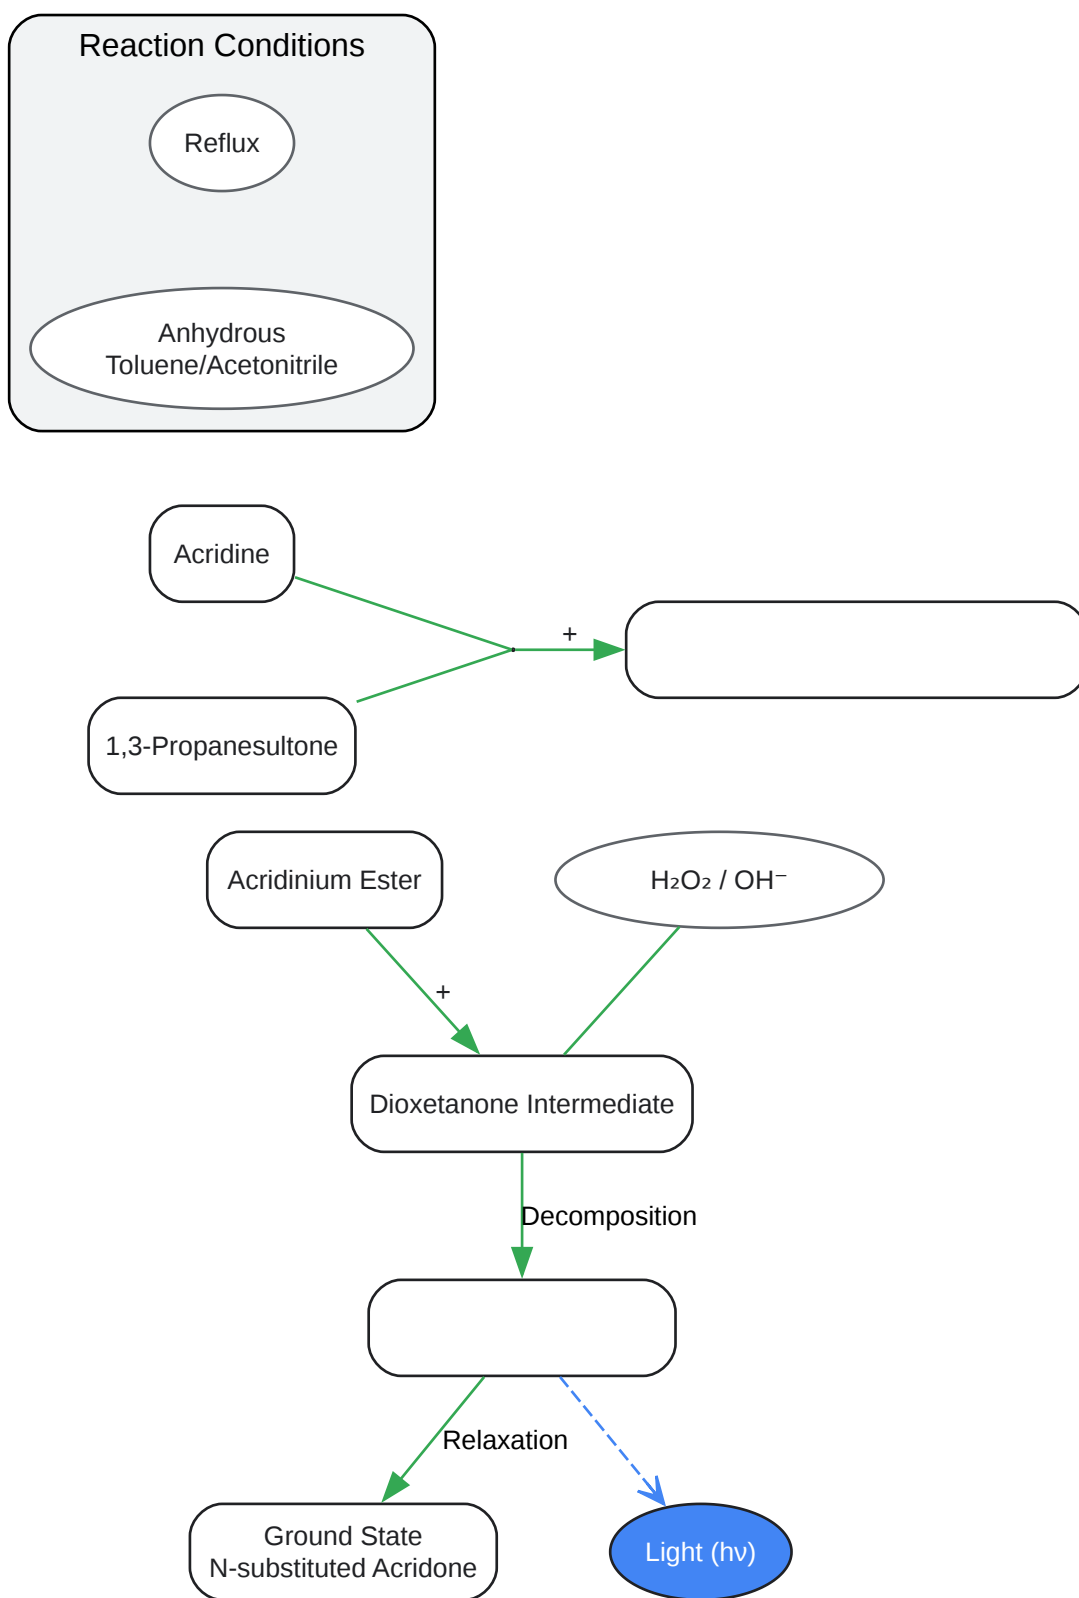 Reaction Conditions
Reflux
Anhydrous
Toluene/Acetonitrile
Acridine
+
1,3-Propanesultone
Acridinium Ester
H₂O₂ / OH⁻
+
Dioxetanone Intermediate
Decomposition
Relaxation
Ground State
N-substituted Acridone
Light (hν)